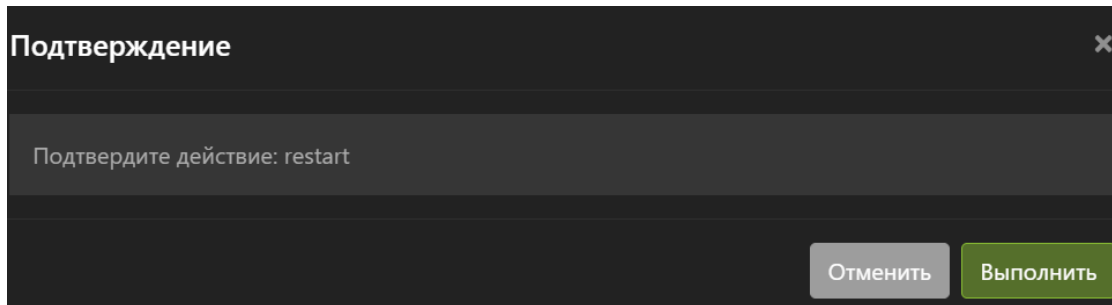 Подтверждение
Подтвердите действие: restart
Отменить Выполнить